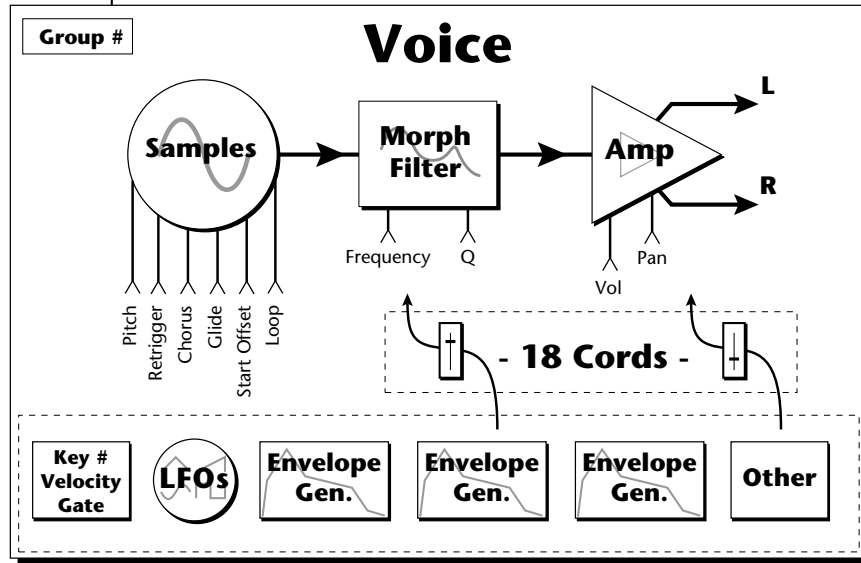 Group #
Voice
L
Samples
Morph
Filter
Amp
R
Frequency
Q
Vol
Pan
Pitch
Retrigger
Chorus
Glide
Start Offset
Loop
- 18 Cords -
Key #
Velocity
Gate
LFOs
Envelope
Gen.
Envelope
Gen.
Envelope
Gen.
Other